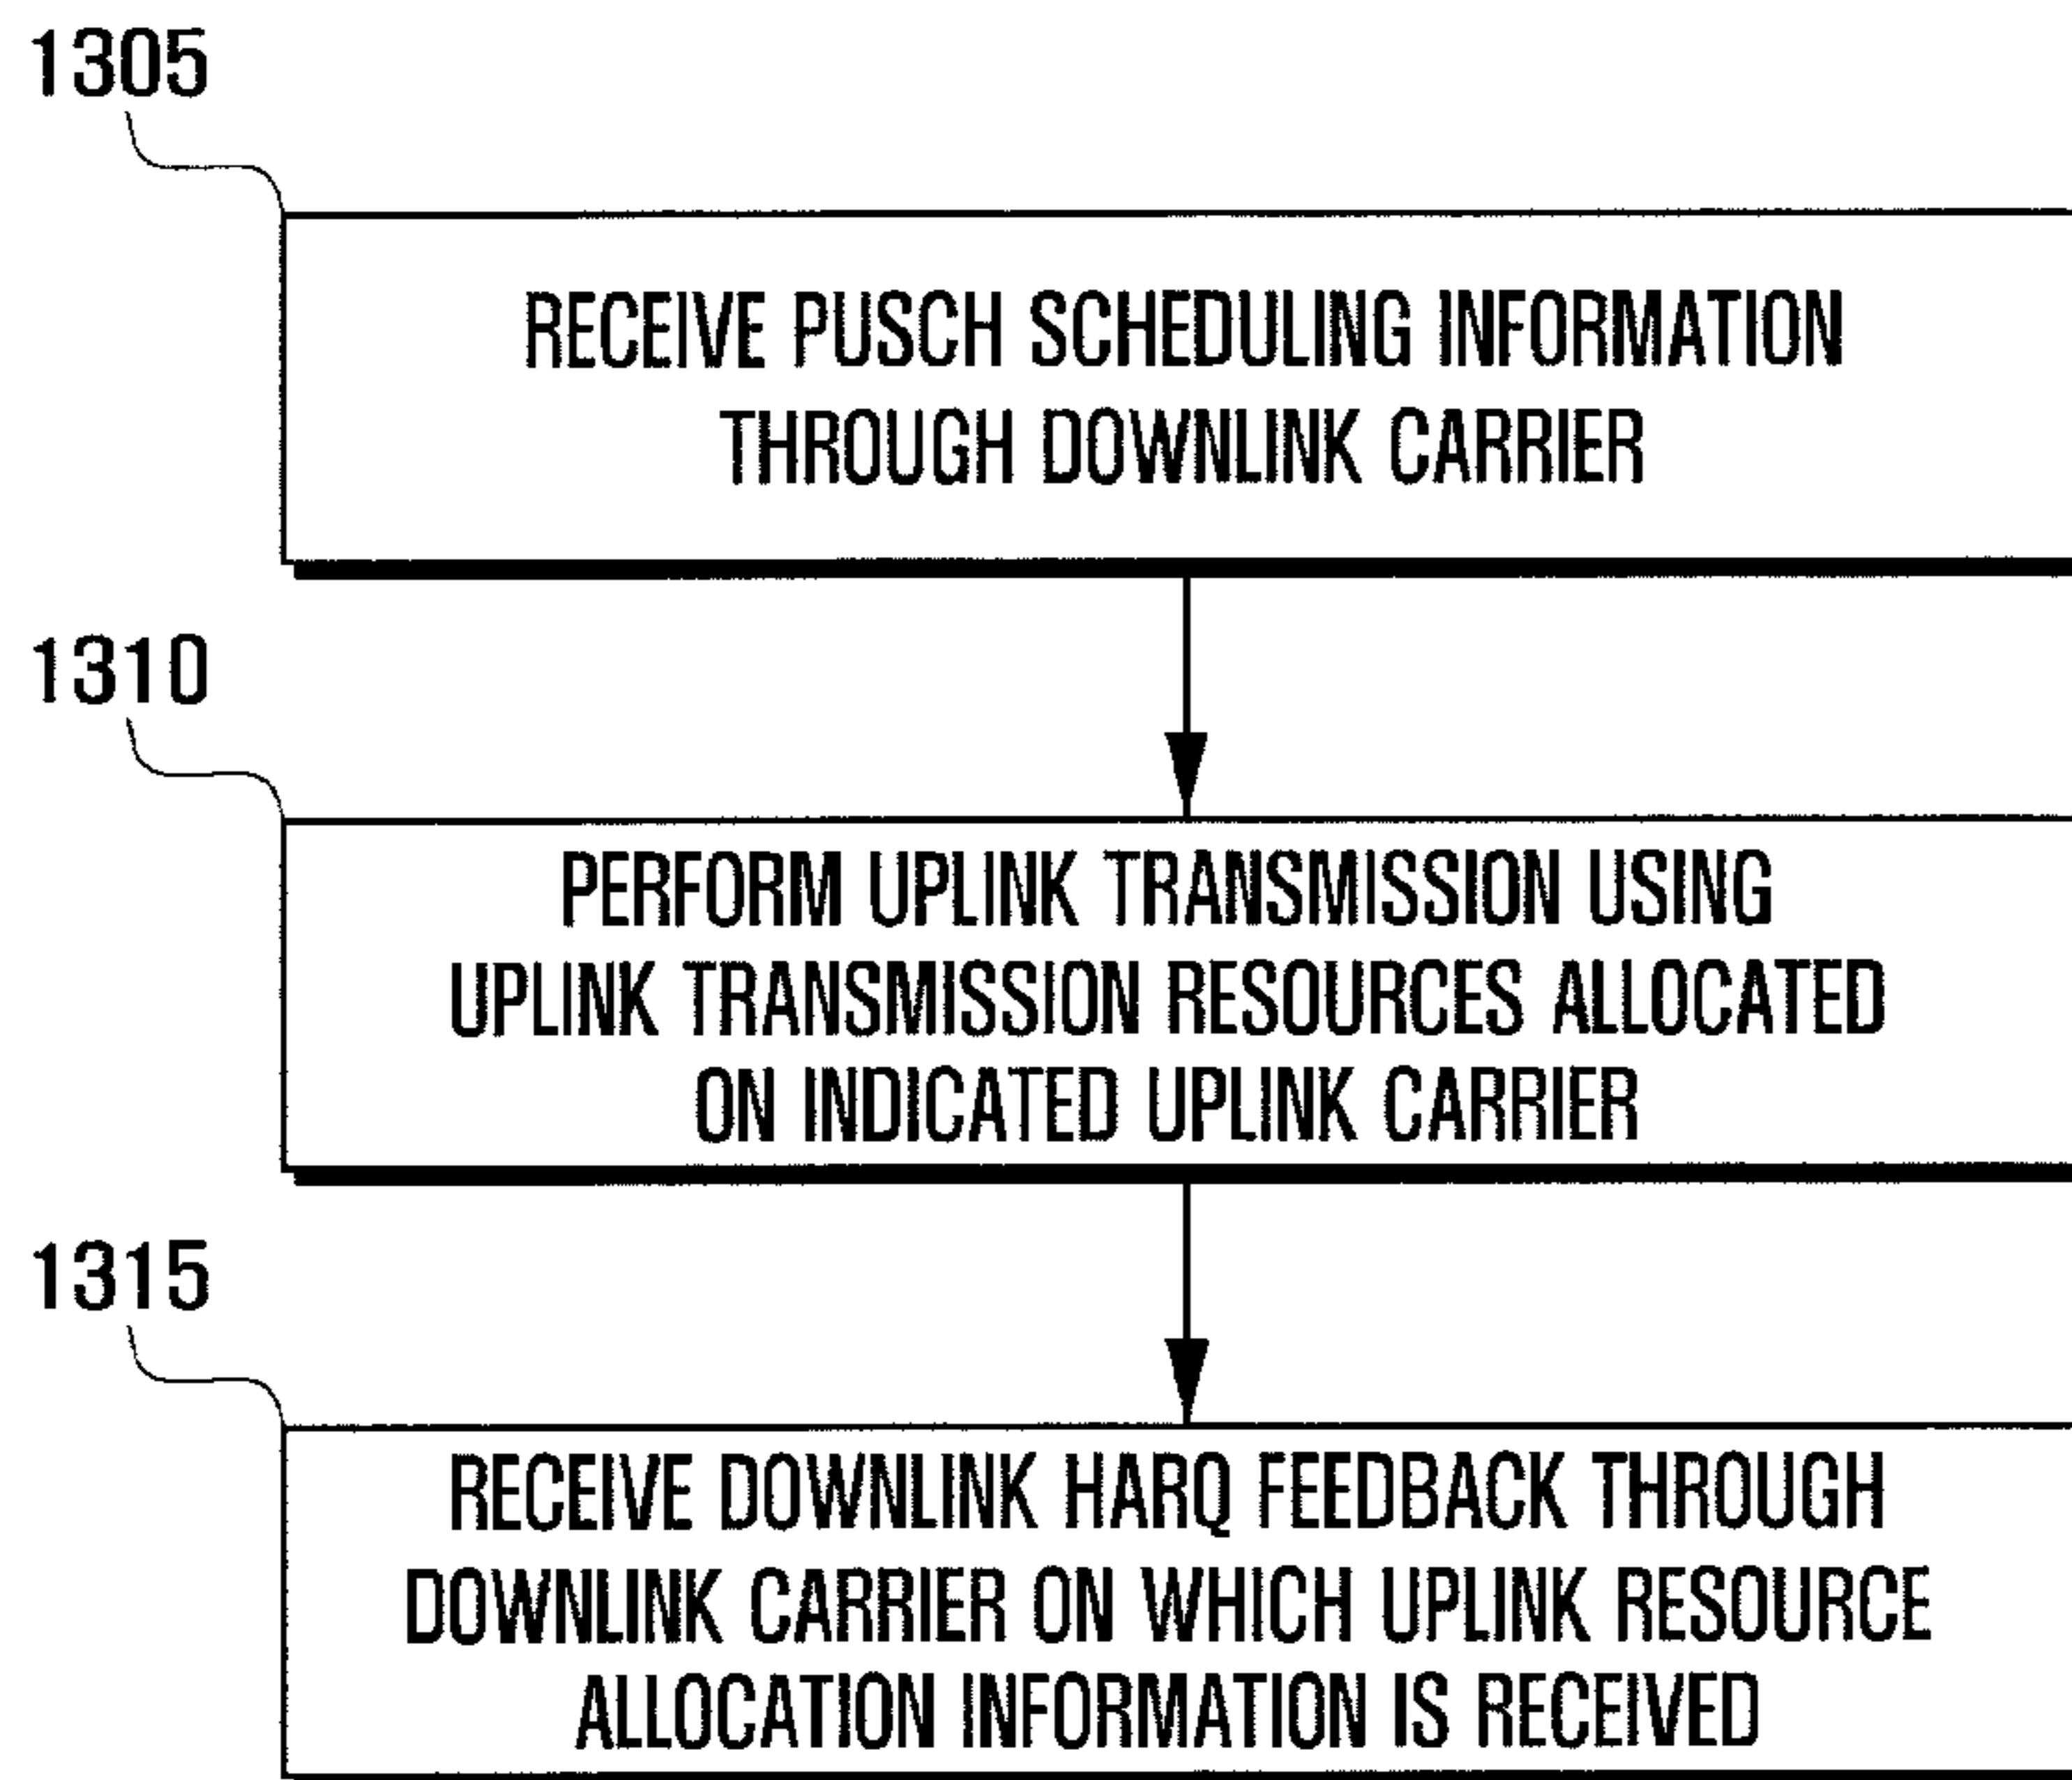 1305
RECEIVE PUSCH SCHEDULING INFORMATION
THROUGH DOWNLINK CARRIER
1310
PERFORM UPLINK TRANSMISSION USING
UPLINK TRANSMISSION RESOURCES ALLOCATED
ON INDICATED UPLINK CARRIER
1315
RECEIVE DOWNLINK HARQ FEEDBACK THROUGH
DOWNLINK CARRIER ON WHICH UPLINK RESOURCE
ALLOCATION INFORMATION IS RECEIVED